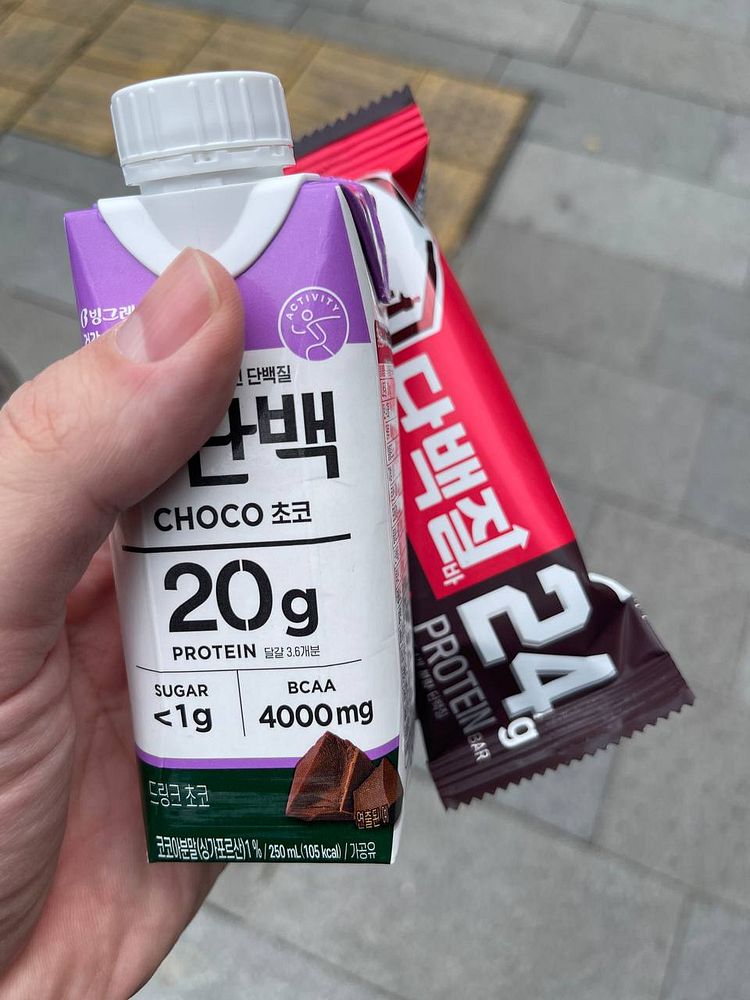 빙그레
건강
ACTIVITY
단백질
단백
CHOCO 초코
20g
PROTEIN 달걀 3.6개분
SUGAR
<1g
BCAA
4000mg
드링크 초코
연출된 예
코코아분말(싱가포르산)1% / 250 mL (105 kcal) / 가공유
단백질바
24g
PROTEIN BAR